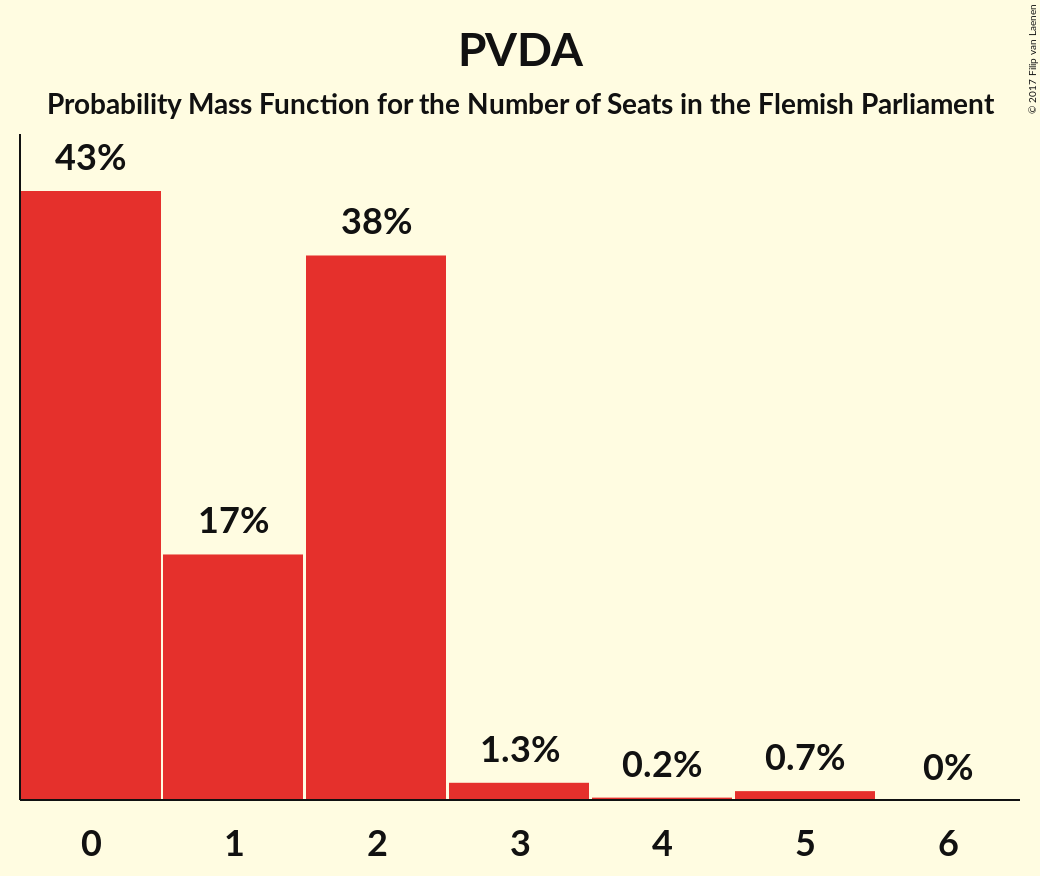 PVDA
Probability Mass Function for the Number of Seats in the Flemish Parliament
© 2017 Filip van Laenen
43%
17%
38%
1.3%
0.2%
0.7%
0%
0 1 2 3 4 5 6